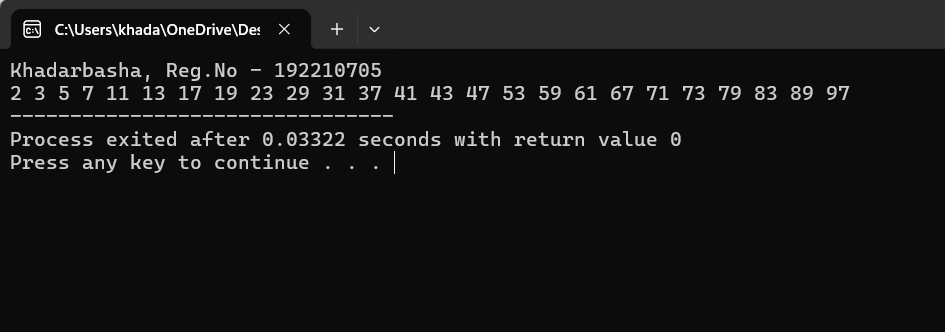 C:\Users\khada\OneDrive\Des
Khadarbasha, Reg.No - 192210705
2 3 5 7 11 13 17 19 23 29 31 37 41 43 47 53 59 61 67 71 73 79 83 89 97
--------------------------------
Process exited after 0.03322 seconds with return value 0
Press any key to continue . . .